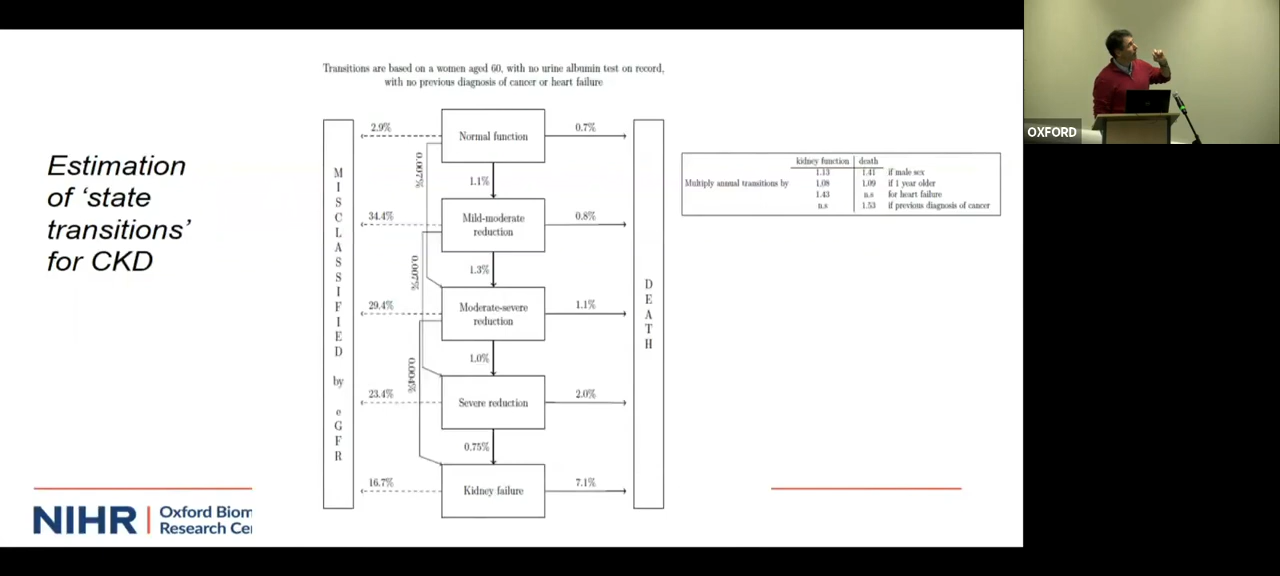 Transitions are based on a women aged 60, with no urine albumin test on record,
with no previous diagnosis of cancer or heart failure
Estimation
of ‘state
transitions’
for CKD
MISCLASSIFIED
by
eGFR
2.9%
Normal function
0.7%
0.007%
1.1%
34.4%
Mild-moderate
reduction
0.8%
0.007%
1.3%
29.4%
Moderate-severe
reduction
1.1%
1.0%
23.4%
Severe reduction
2.0%
0.75%
16.7%
Kidney failure
7.1%
DEATH
kidney function death
1.13 1.41 if male sex
Multiply annual transitions by 1.08 1.09 if 1 year older
1.43 n.s for heart failure
n.s 1.53 if previous diagnosis of cancer
NIHR
Oxford Biom
Research Cen
OXFORD